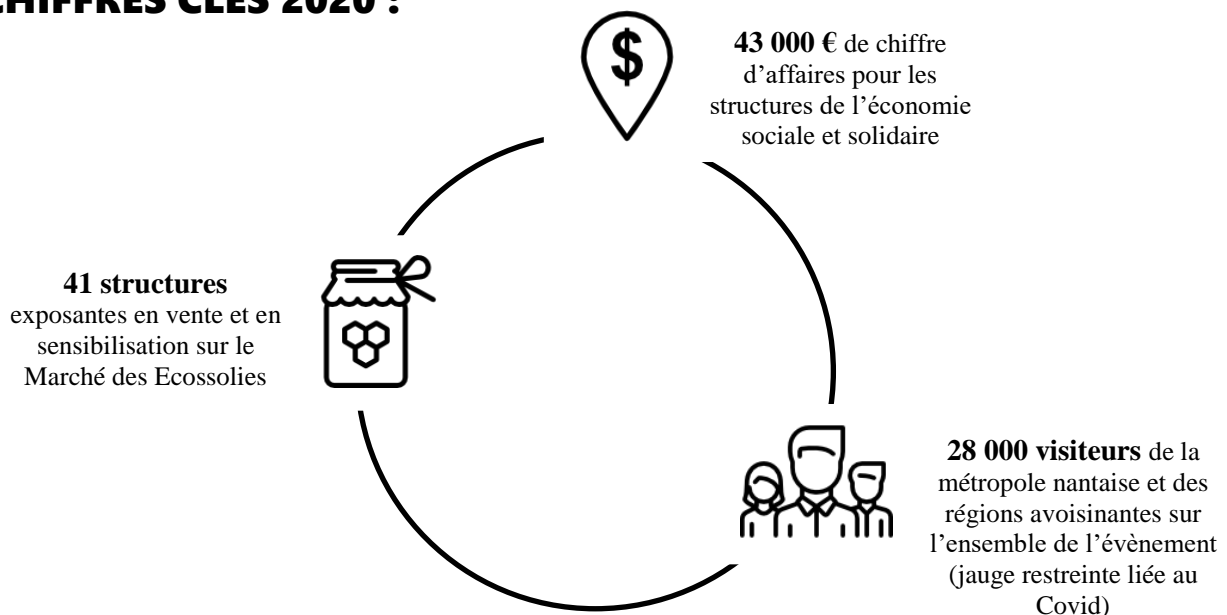 CHIFFRES CLES 2020 :
$
43 000 € de chiffre
d’affaires pour les
structures de l’économie
sociale et solidaire
41 structures
exposantes en vente et en
sensibilisation sur le
Marché des Ecossolies
28 000 visiteurs de la
métropole nantaise et des
régions avoisinantes sur
l’ensemble de l’évènement
(jauge restreinte liée au
Covid)